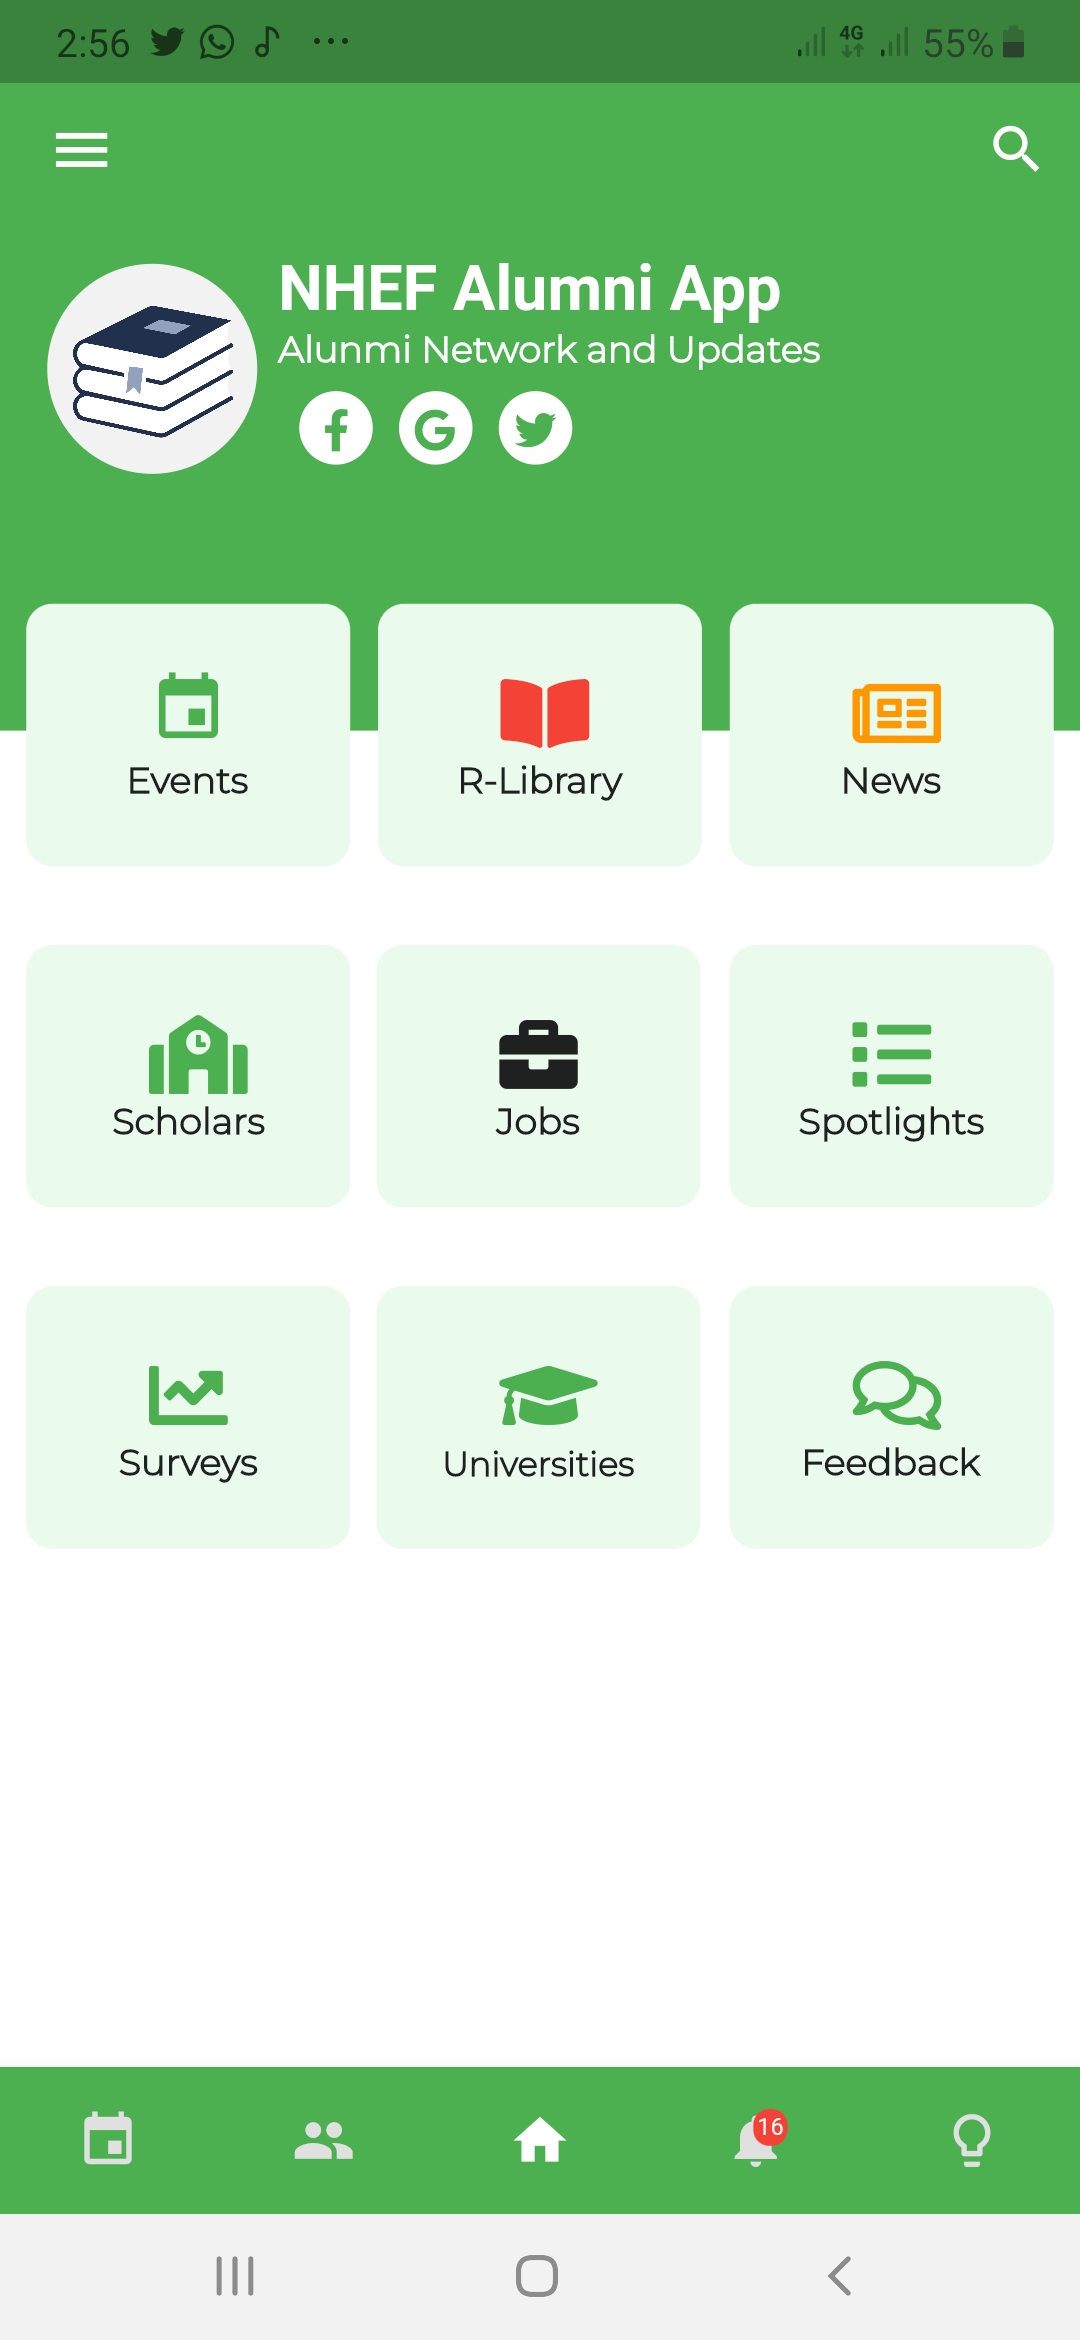 2:56
4G
55%
NHEF Alumni App
Alunmi Network and Updates
Events
R-Library
News
Scholars
Jobs
Spotlights
Surveys
Universities
Feedback
16